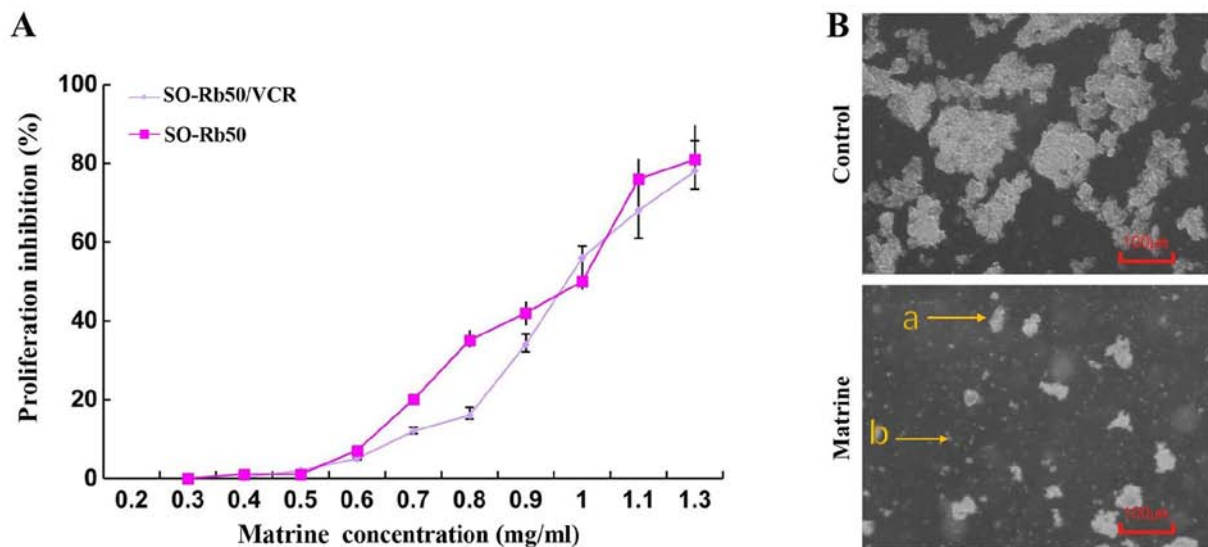 A
Proliferation inhibition (%)
100
80
60
40
20
0
SO-Rb50/VCR
SO-Rb50
0.2 0.3 0.4 0.5 0.6 0.7 0.8 0.9 1 1.1 1.3
Matrine concentration (mg/ml)
B
Control
100μm
Matrine
a
b
100μm